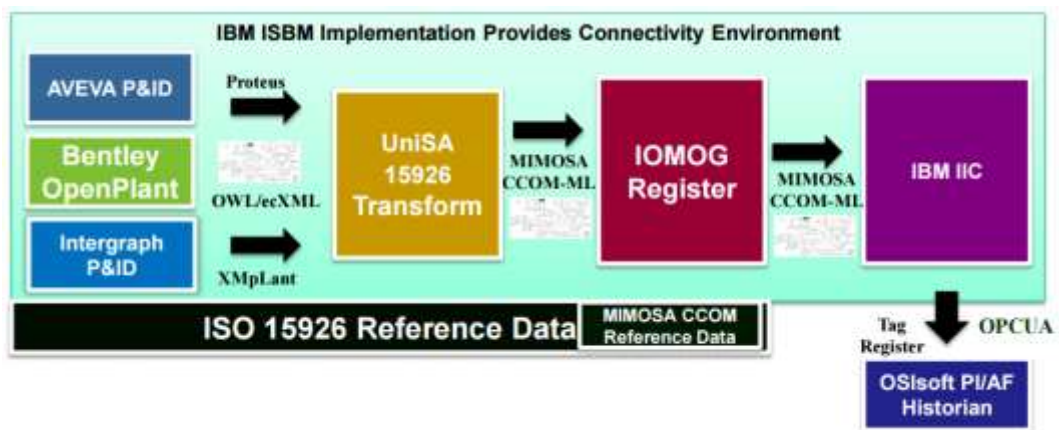 IBM ISBM Implementation Provides Connectivity Environment
AVEVA P&ID
Proteus
Bentley
OpenPlant
OWL/ecXML
Intergraph
P&ID
XMpLant
UniSA
15926
Transform
MIMOSA
CCOM-ML
IOMOG
Register
MIMOSA
CCOM-ML
IBM IIC
ISO 15926 Reference Data
MIMOSA CCOM
Reference Data
Tag
Register
OPCUA
OSIsoft PI/AF
Historian